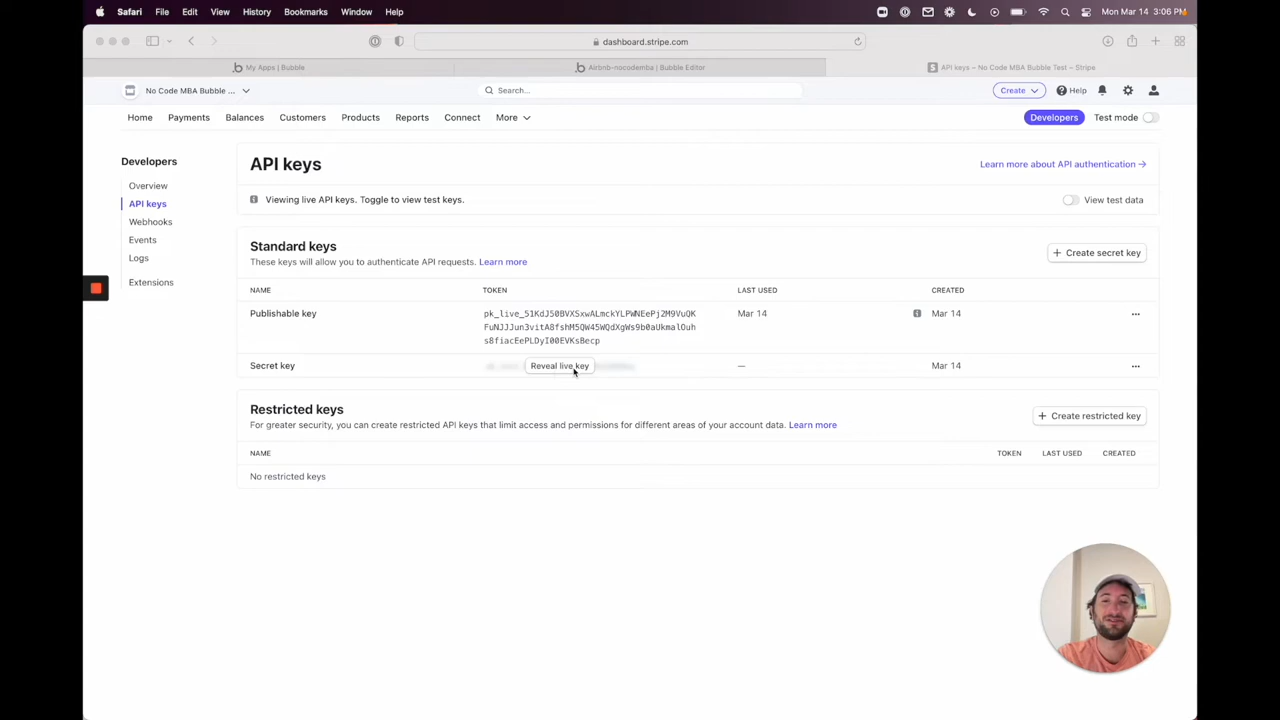 Safari File Edit View History Bookmarks Window Help Mon Mar 14 3:06 PM
dashboard.stripe.com
My Apps | Bubble Airbnb-nocodemba | Bubble Editor API keys – No Code MBA Bubble Test – Stripe
No Code MBA Bubble ... Search... Create Help
Home Payments Balances Customers Products Reports Connect More Developers Test mode
Developers
Overview
API keys
Webhooks
Events
Logs
Extensions
API keys Learn more about API authentication →
Viewing live API keys. Toggle to view test keys. View test data
Standard keys
These keys will allow you to authenticate API requests. Learn more
+ Create secret key
NAME TOKEN LAST USED CREATED
Publishable key pk_live_51KdJ50BVXSxwALmckYLPWNEePj2M9VuQK Mar 14 Mar 14
FuNJJJun3vitA8fshM5QW45WQdXgWs9b0aUkmalOuh
s8fiacEePLDyI00EVKsBecp
Secret key Reveal live key — Mar 14
Restricted keys
For greater security, you can create restricted API keys that limit access and permissions for different areas of your account data. Learn more
+ Create restricted key
NAME TOKEN LAST USED CREATED
No restricted keys